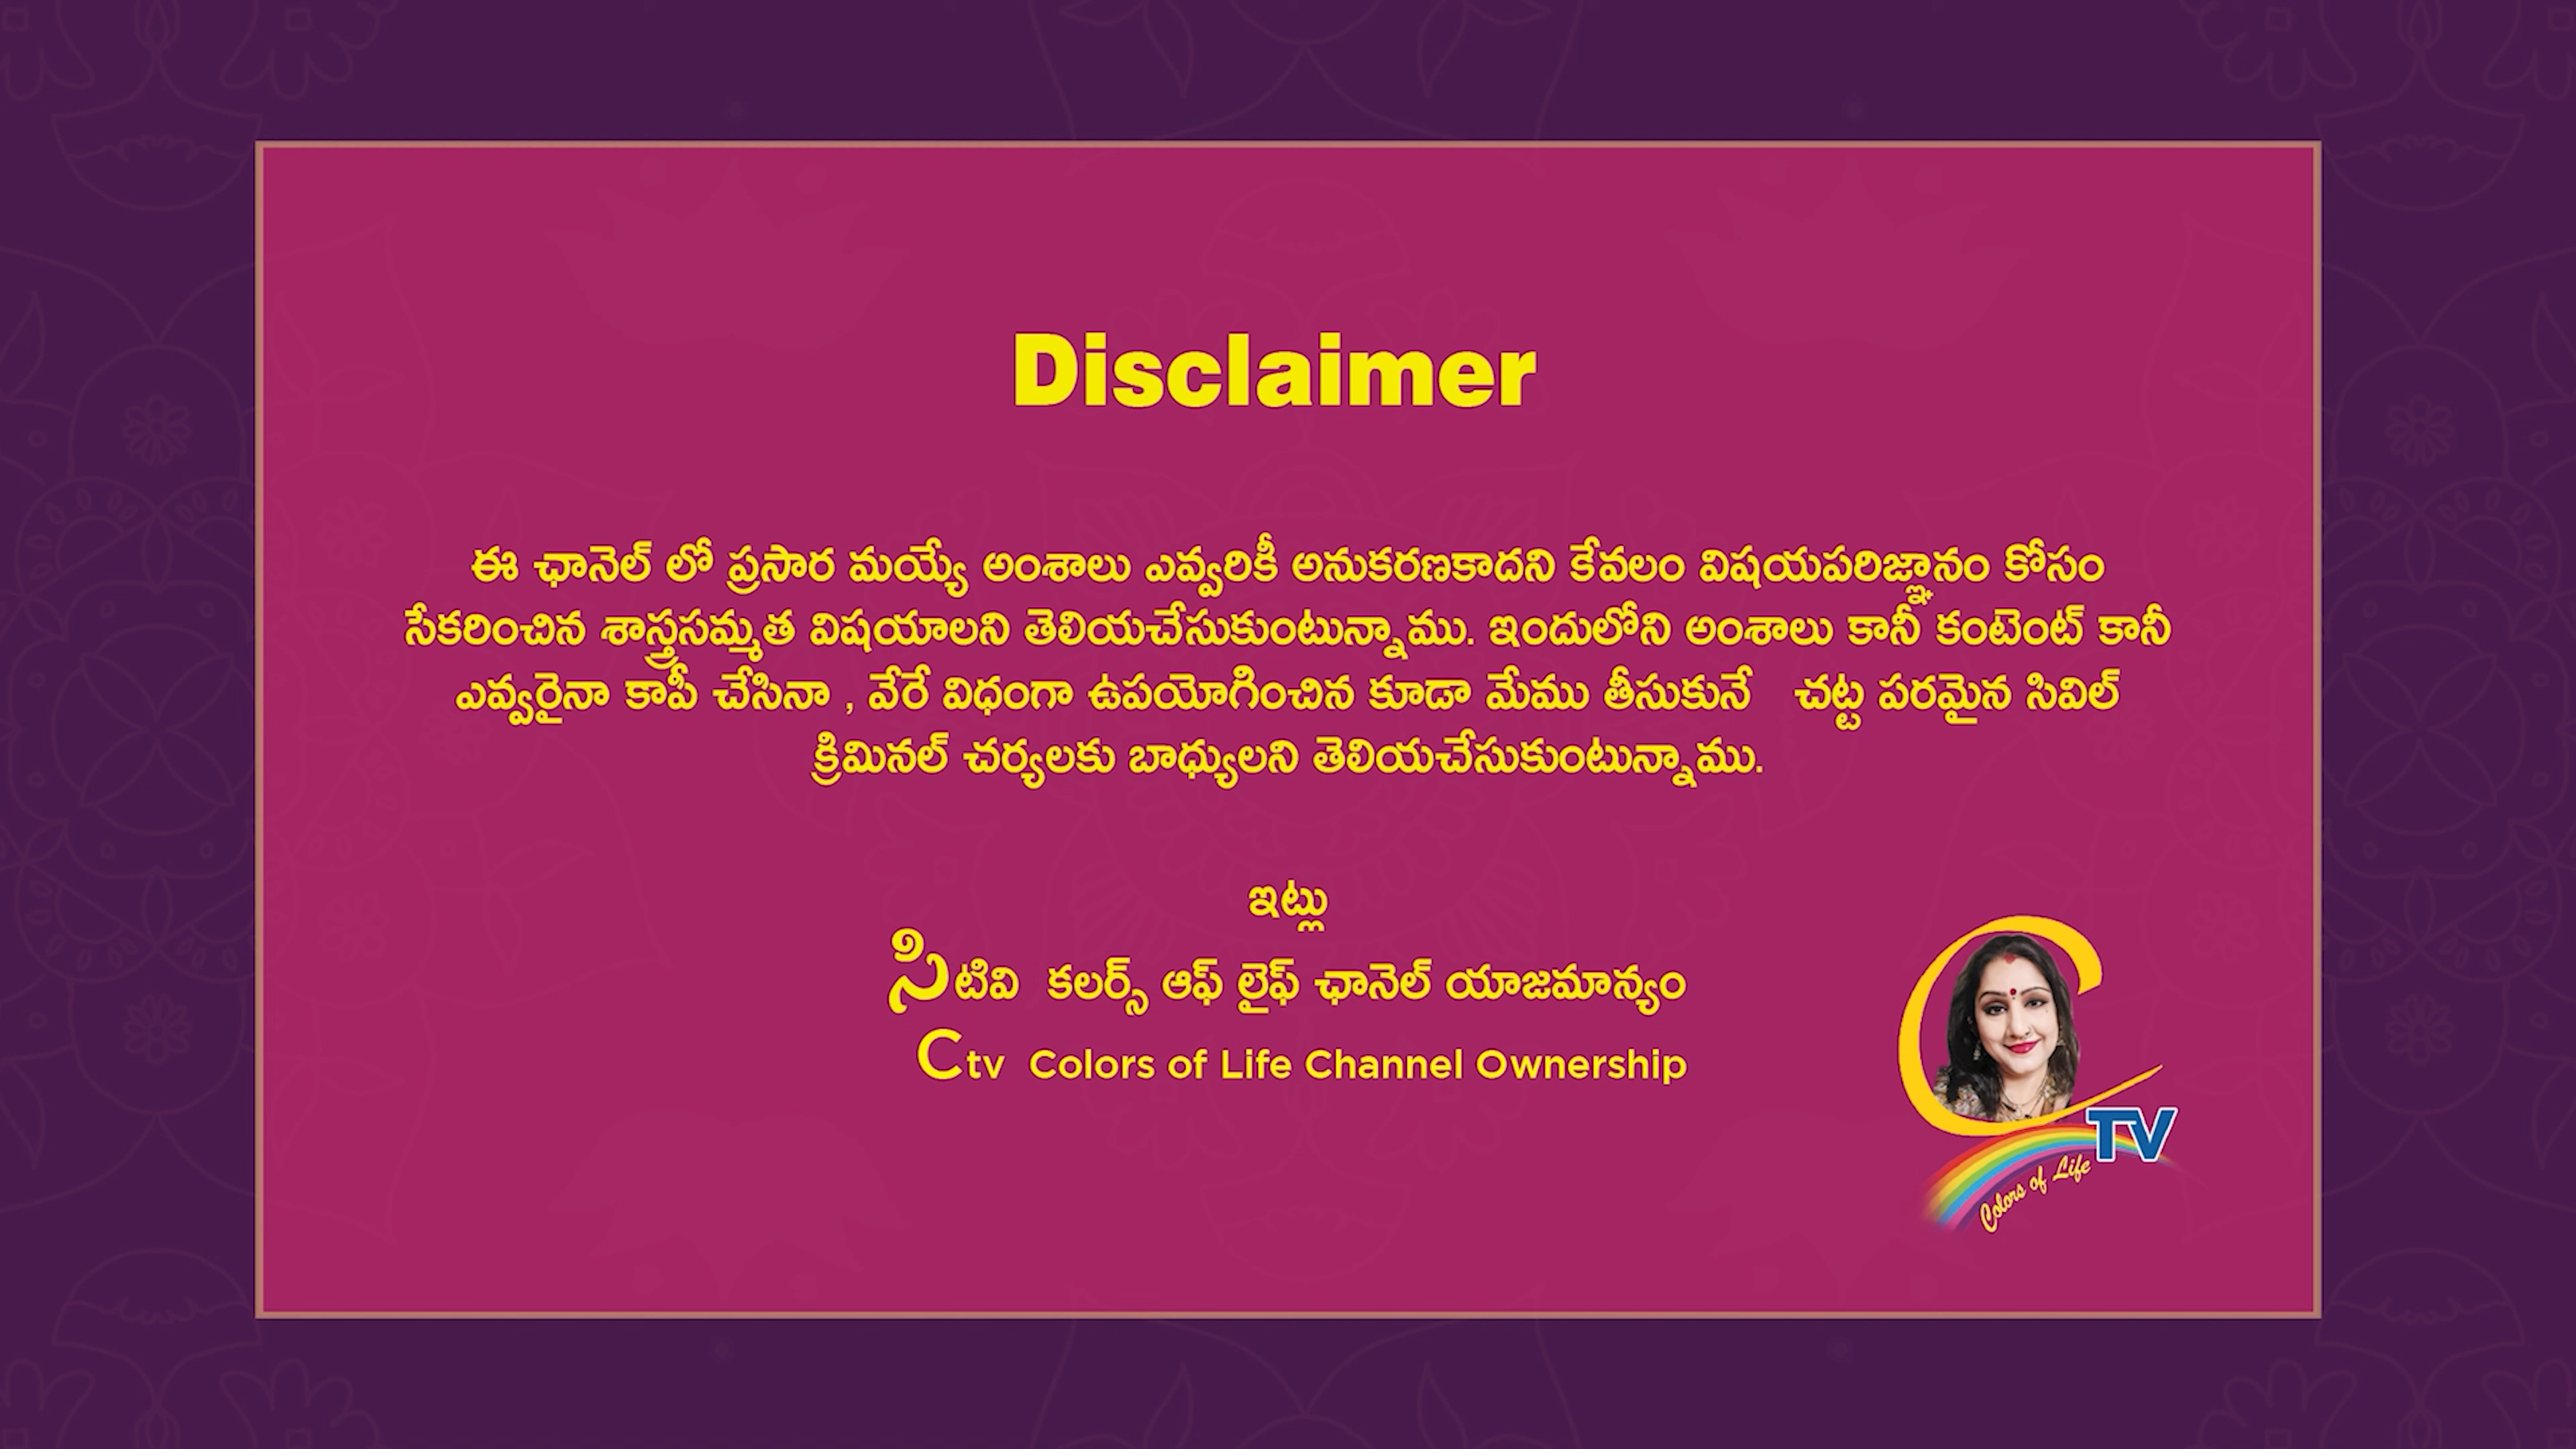 Disclaimer
ఈ ఛానెల్ లో ప్రసార మయ్యే అంశాలు ఎవ్వరికీ అనుకరణకాదని కేవలం విషయపరిజ్ఞానం కోసం
సేకరించిన శాస్త్రసమ్మత విషయాలని తెలియచేసుకుంటున్నాము. ఇందులోని అంశాలు కానీ కంటెంట్ కానీ
ఎవ్వరైనా కాపీ చేసినా , వేరే విధంగా ఉపయోగించిన కూడా మేము తీసుకునే చట్ట పరమైన సివిల్
క్రిమినల్ చర్యలకు బాధ్యులని తెలియచేసుకుంటున్నాము.
ఇట్లు
సిటివి కలర్స్ ఆఫ్ లైఫ్ ఛానెల్ యాజమాన్యం
Ctv Colors of Life Channel Ownership
C TV
Colors of Life